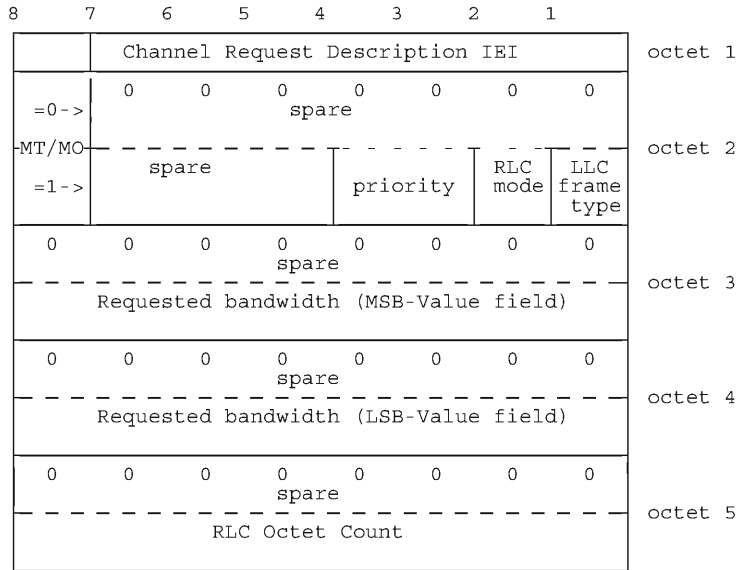 8 7 6 5 4 3 2 1
Channel Request Description IEI octet 1
0 0 0 0 0 0 0
=0-> spare
MT/MO octet 2
spare RLC LLC
=1-> priority mode frame
type
0 0 0 0 0 0 0 0
spare
octet 3
Requested bandwidth (MSB-Value field)
0 0 0 0 0 0 0 0
spare
octet 4
Requested bandwidth (LSB-Value field)
0 0 0 0 0 0 0 0
spare
octet 5
RLC Octet Count